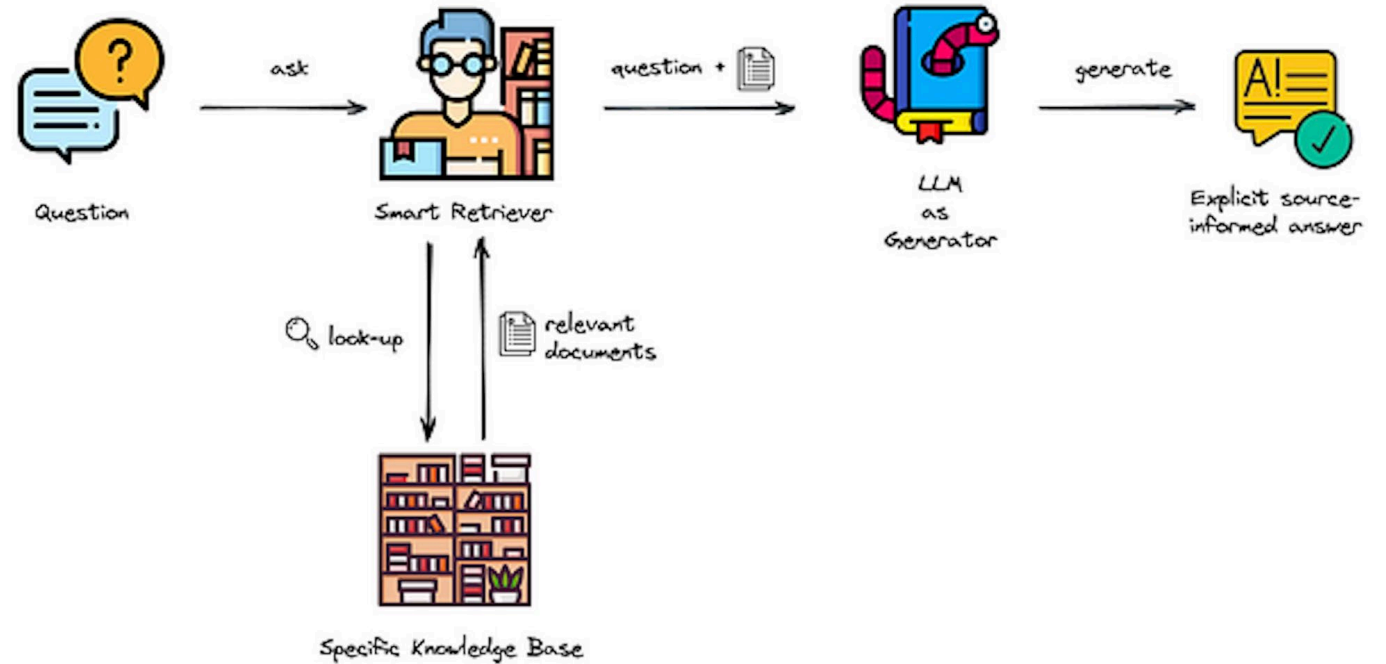 ?
ask
question +
generate
A!
Question
Smart Retriever
LLM
as
Generator
Explicit source-
informed answer
look-up
relevant
documents
Specific Knowledge Base